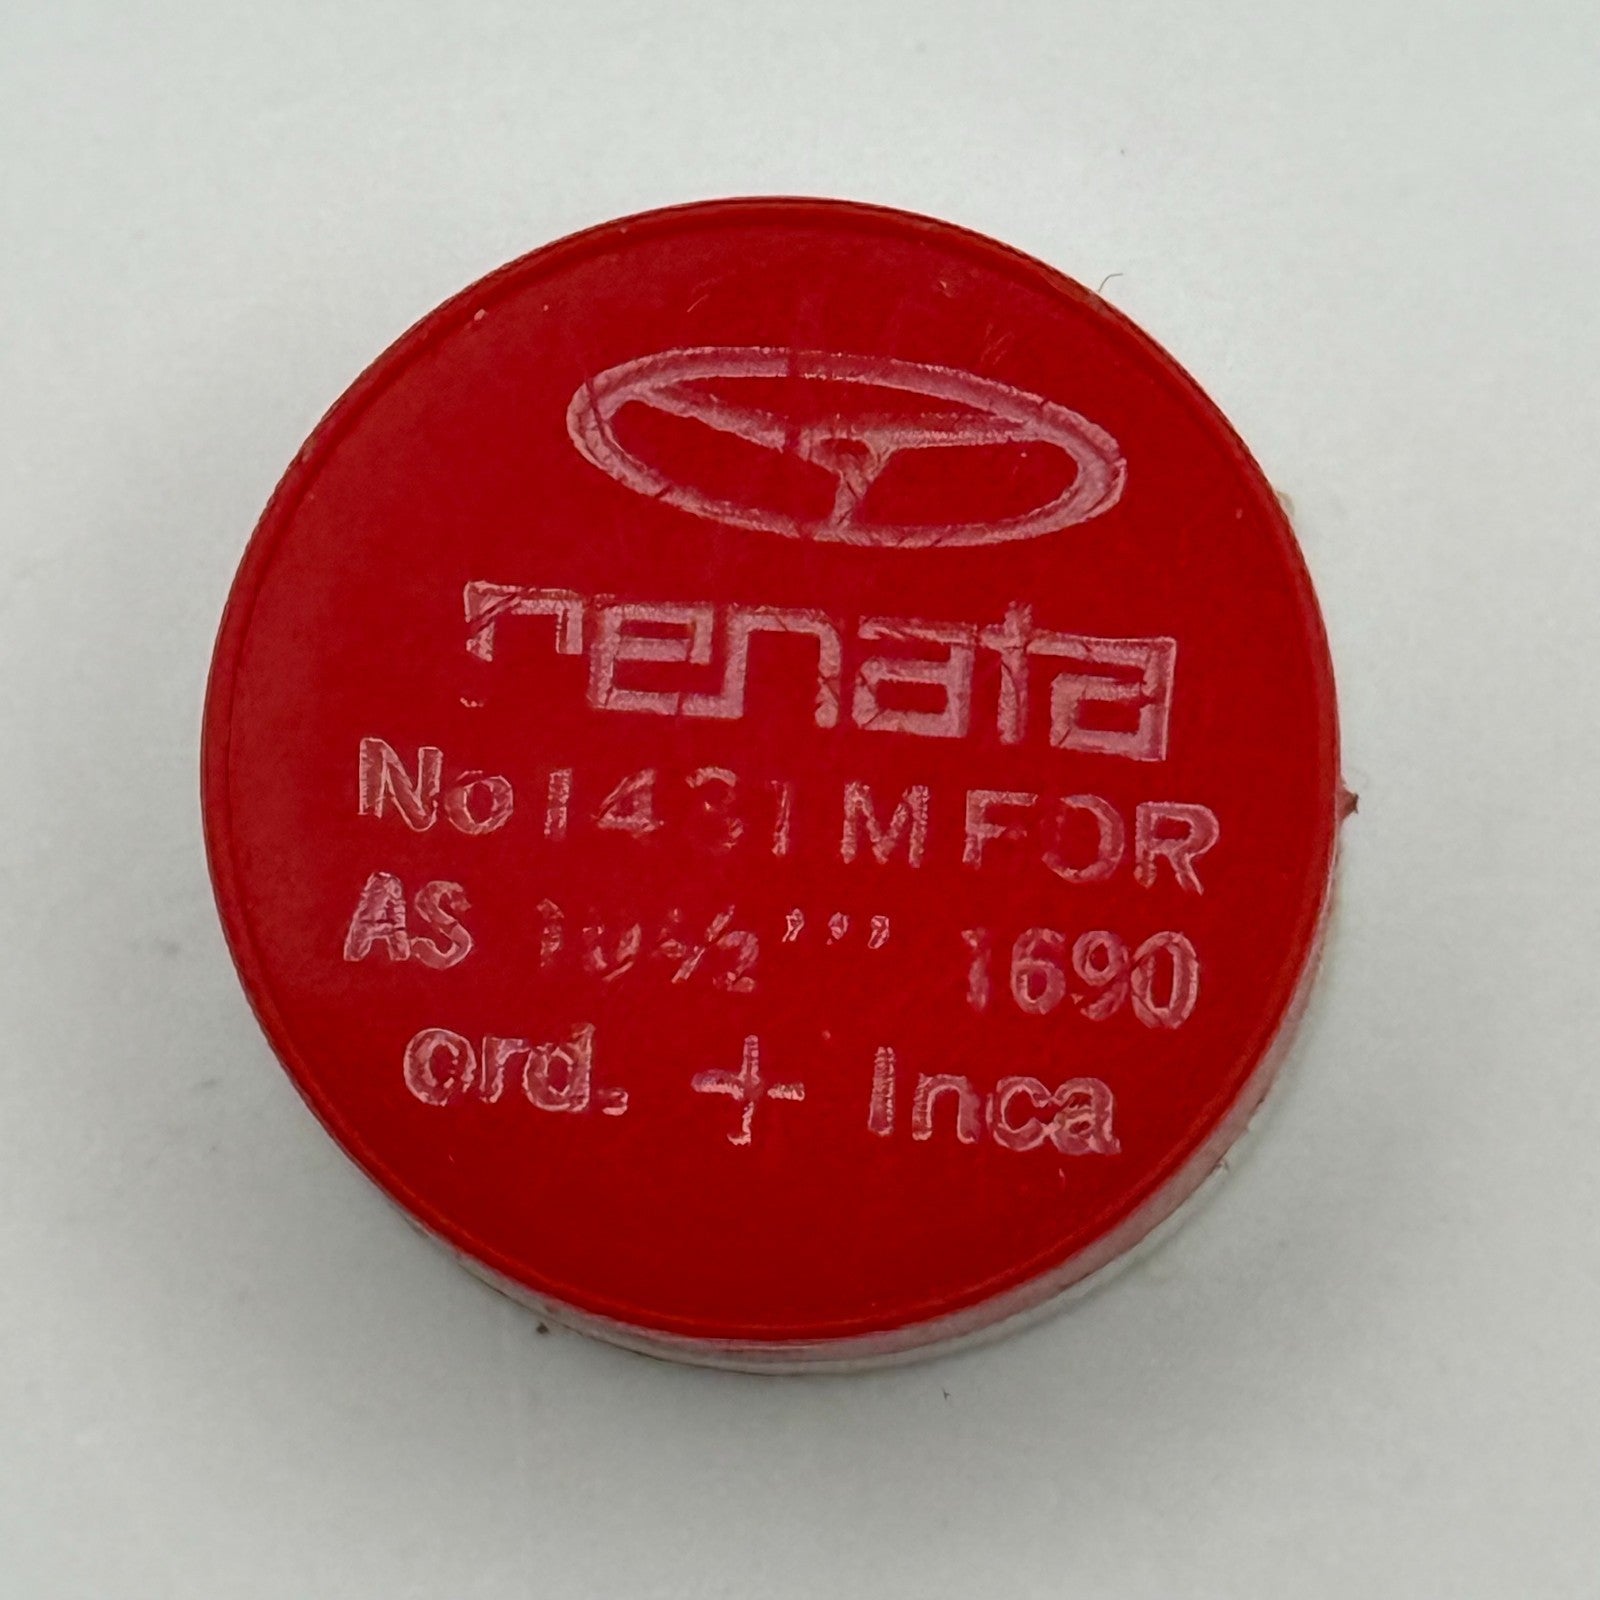 renata
No 1431 M FOR
AS 10½ ’’’ 1690
ord. + Inca